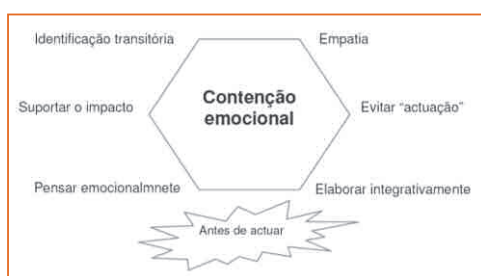 Identificação transitória
Empatia
Contenção
emocional
Suportar o impacto
Evitar "actuação"
Pensar emocionalmnete
Elaborar integrativamente
Antes de actuar